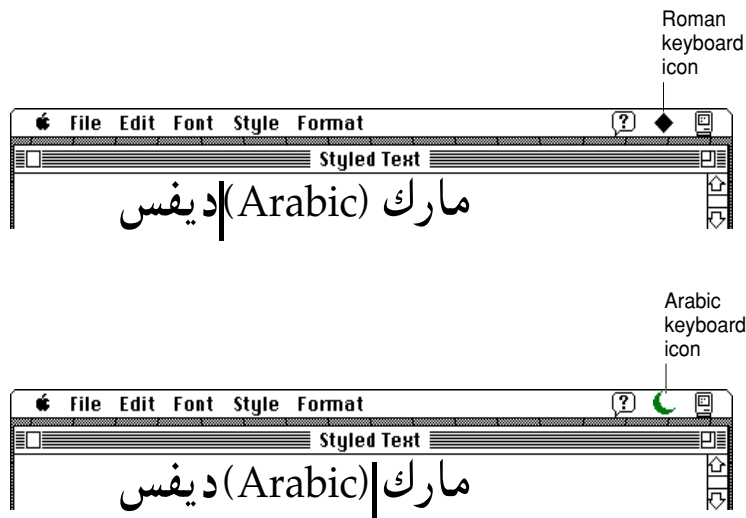 Roman
keyboard
icon
File Edit Font Style Format ?
Styled Text
مارك (Arabic)ديفس
Arabic
keyboard
icon
File Edit Font Style Format ?
Styled Text
مارك (Arabic)ديفس